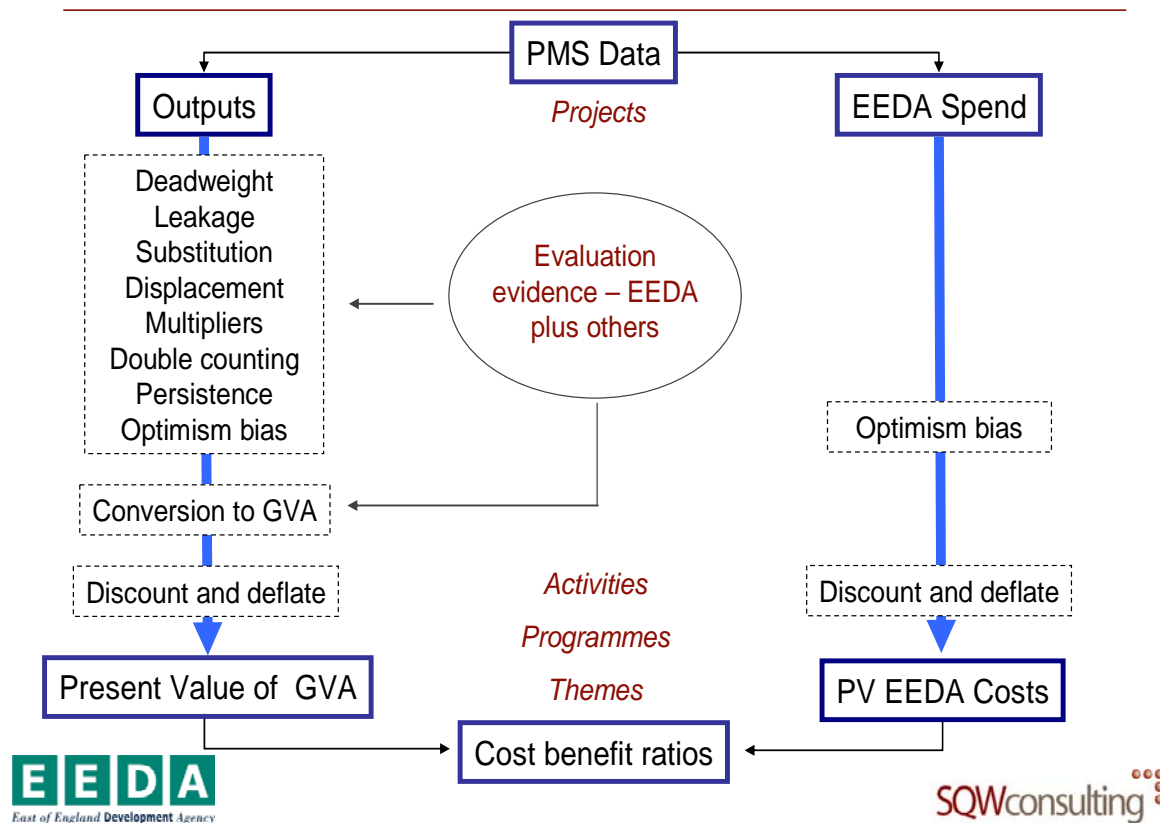 PMS Data
Outputs
Projects
EEDA Spend
Deadweight
Leakage
Substitution
Displacement
Multipliers
Double counting
Persistence
Optimism bias
Evaluation
evidence – EEDA
plus others
Optimism bias
Conversion to GVA
Discount and deflate
Activities
Programmes
Themes
Discount and deflate
Present Value of GVA
PV EEDA Costs
Cost benefit ratios
EEDA
East of England Development Agency
SQWconsulting